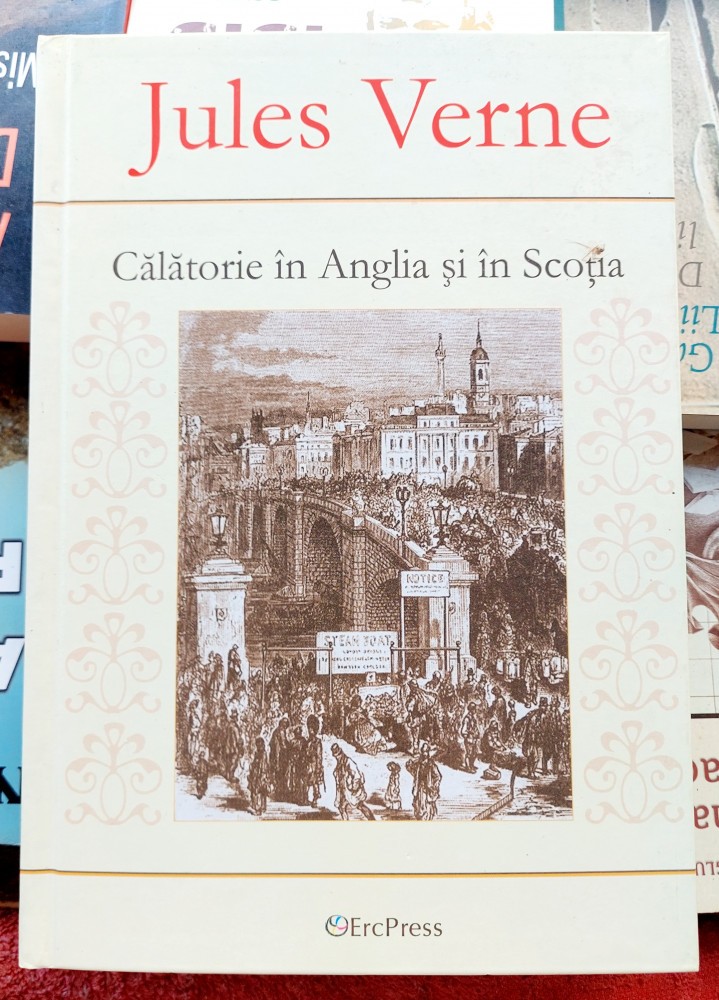 Jules Verne
Călătorie în Anglia şi în Scoţia
NOTICE
STEAM BOAT
ErcPress